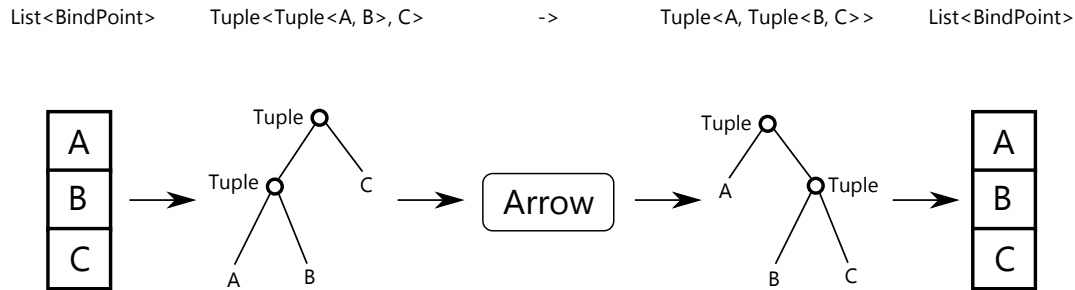 List<BindPoint> Tuple<Tuple<A, B>, C> -> Tuple<A, Tuple<B, C>> List<BindPoint>
A
B
C
Tuple
Tuple
C
A
B
Arrow
Tuple
A
Tuple
B
C
A
B
C